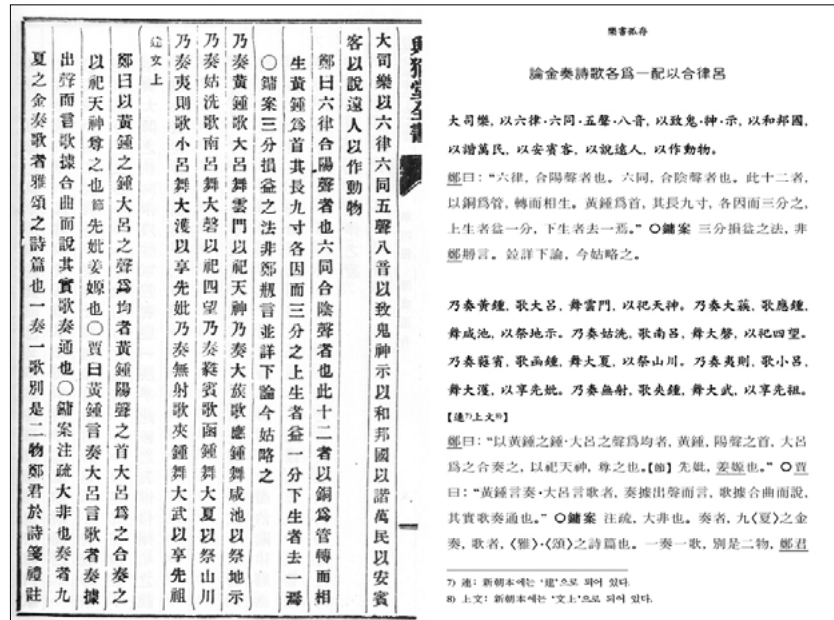 與猶堂全書
大司樂以六律六同五聲八音以致鬼神示以和邦國以諧萬民以安賓
客以說遠人以作動物
鄭曰六律合陽聲者也六同合陰聲者也此十二者以銅爲管轉而相
生黃鍾爲首其長九寸各因而三分之上生者益一分下生者去一焉
○鏞案三分損益之法非鄭剏言並詳下論今姑略之
乃奏黃鍾歌大呂舞雲門以祀天神乃奏大族歌應鍾舞咸池以祭地示
乃奏姑洗歌南呂舞大磬以祀四望乃奏蕤賓歌函鍾舞大夏以祭山川
乃奏夷則歌小呂舞大濩以享先妣乃奏無射歌夾鍾舞大武以享先祖
建文上
鄭曰以黃鍾之鍾大呂之聲爲均者黃鍾陽聲之首大呂爲之合奏之
以祀天神尊之也節先妣姜嫄也○賈曰黃鍾言奏大呂言歌者奏據
出聲而言歌據合曲而說其實歌奏通也○鏞案注疏大非也奏者九
夏之金奏歌者雅頌之詩篇也一奏一歌別是二物鄭君於詩箋禮註
樂書孤存
論金奏詩歌各爲一配以合律呂
大司樂, 以六律·六同·五聲·八音, 以致鬼·神·示, 以和邦國,
以諧萬民, 以安賓客, 以說遠人, 以作動物.
鄭曰: “六律, 合陽聲者也. 六同, 合陰聲者也. 此十二者,
以銅爲管, 轉而相生. 黃鍾爲首, 其長九寸, 各因而三分之,
上生者益一分, 下生者去一焉.” ○鏞案 三分損益之法, 非
鄭剏言. 竝詳下論, 今姑略之.
乃奏黃鍾, 歌大呂, 舞雲門, 以祀天神. 乃奏大蔟, 歌應鍾,
舞咸池, 以祭地示. 乃奏姑洗, 歌南呂, 舞大磬, 以祀四望.
乃奏蕤賓, 歌函鍾, 舞大夏, 以祭山川. 乃奏夷則, 歌小呂,
舞大濩, 以享先妣. 乃奏無射, 歌夾鍾, 舞大武, 以享先祖.
【連7)上文8)】
鄭曰: “以黃鍾之鍾·大呂之聲爲均者, 黃鍾, 陽聲之首, 大呂
爲之合奏之, 以祀天神, 尊之也.【節】 先妣, 姜嫄也.” ○賈
曰: “黃鍾言奏·大呂言歌者, 奏據出聲而言, 歌據合曲而說,
其實歌奏通也.” ○鏞案 注疏, 大非也. 奏者, 九〈夏〉之金
奏, 歌者,〈雅〉·〈頌〉之詩篇也. 一奏一歌, 別是二物, 鄭君
7) 連: 新朝本에는 ‘建’으로 되어 있다.
8) 上文: 新朝本에는 ‘文上’으로 되어 있다.